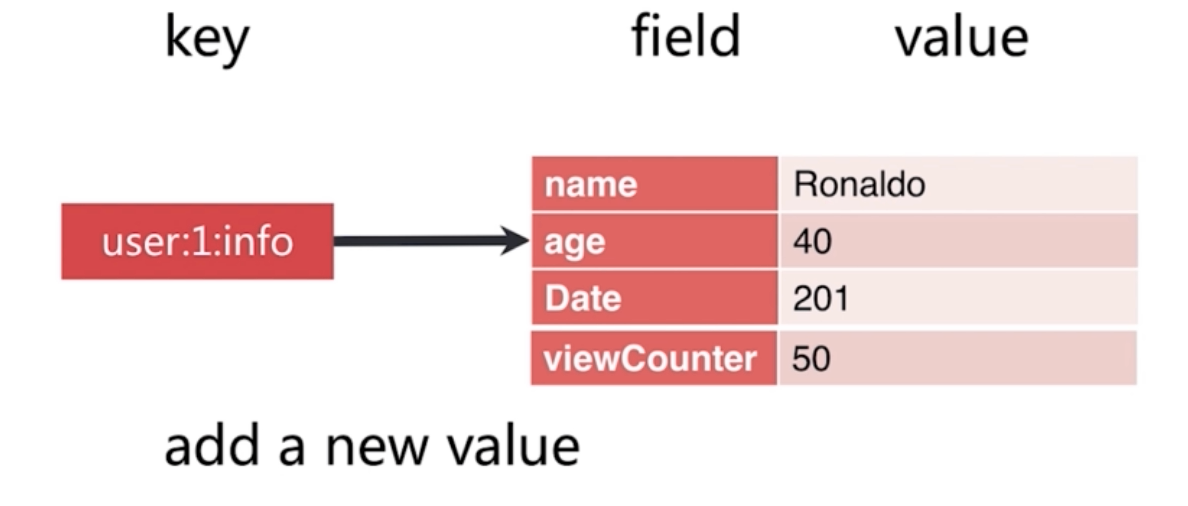 key field value
name Ronaldo
user:1:info age 40
Date 201
viewCounter 50
add a new value